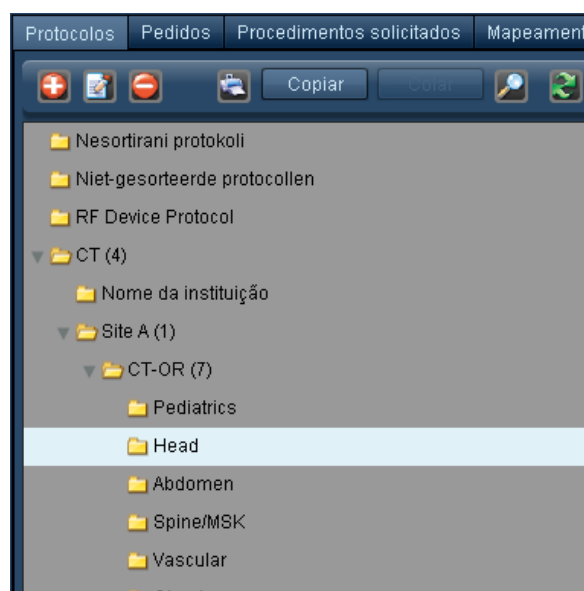 Protocolos Pedidos Procedimentos solicitados
Copiar Colar
Nesortirani protokoli
Niet-gesorteerde protocollen
RF Device Protocol
CT (4)
Nome da instituição
Site A (1)
CT-OR (7)
Pediatrics
Head
Abdomen
Spine/MSK
Vascular